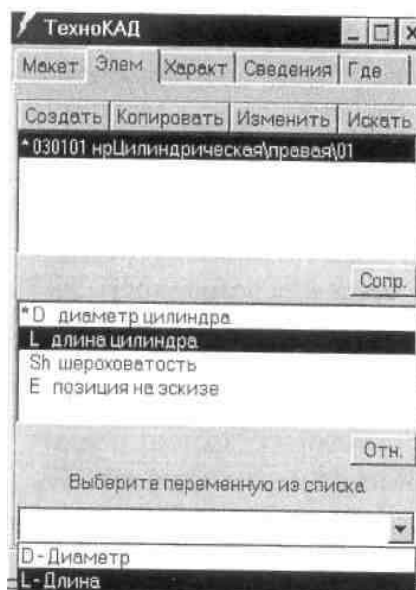 ТехноКАД
Макет Элем Характ Сведения Где
Создать Копировать Изменить Искать
* 030101 нрЦилиндрическая\правая\01
Сопр.
* D диаметр цилиндра
L длина цилиндра
Sh шероховатость
E позиция на эскизе
Отн.
Выберите переменную из списка
D - Диаметр
L - Длина